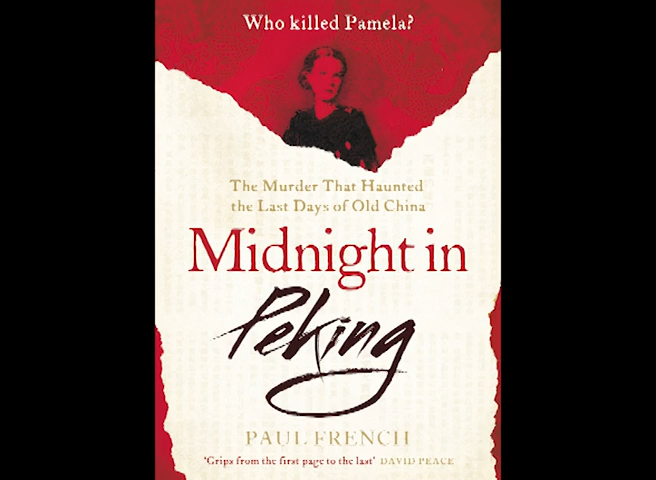 Who killed Pamela?
The Murder That Haunted
the Last Days of Old China
Midnight in
Peking
PAUL FRENCH
'Grips from the first page to the last' DAVID PEACE